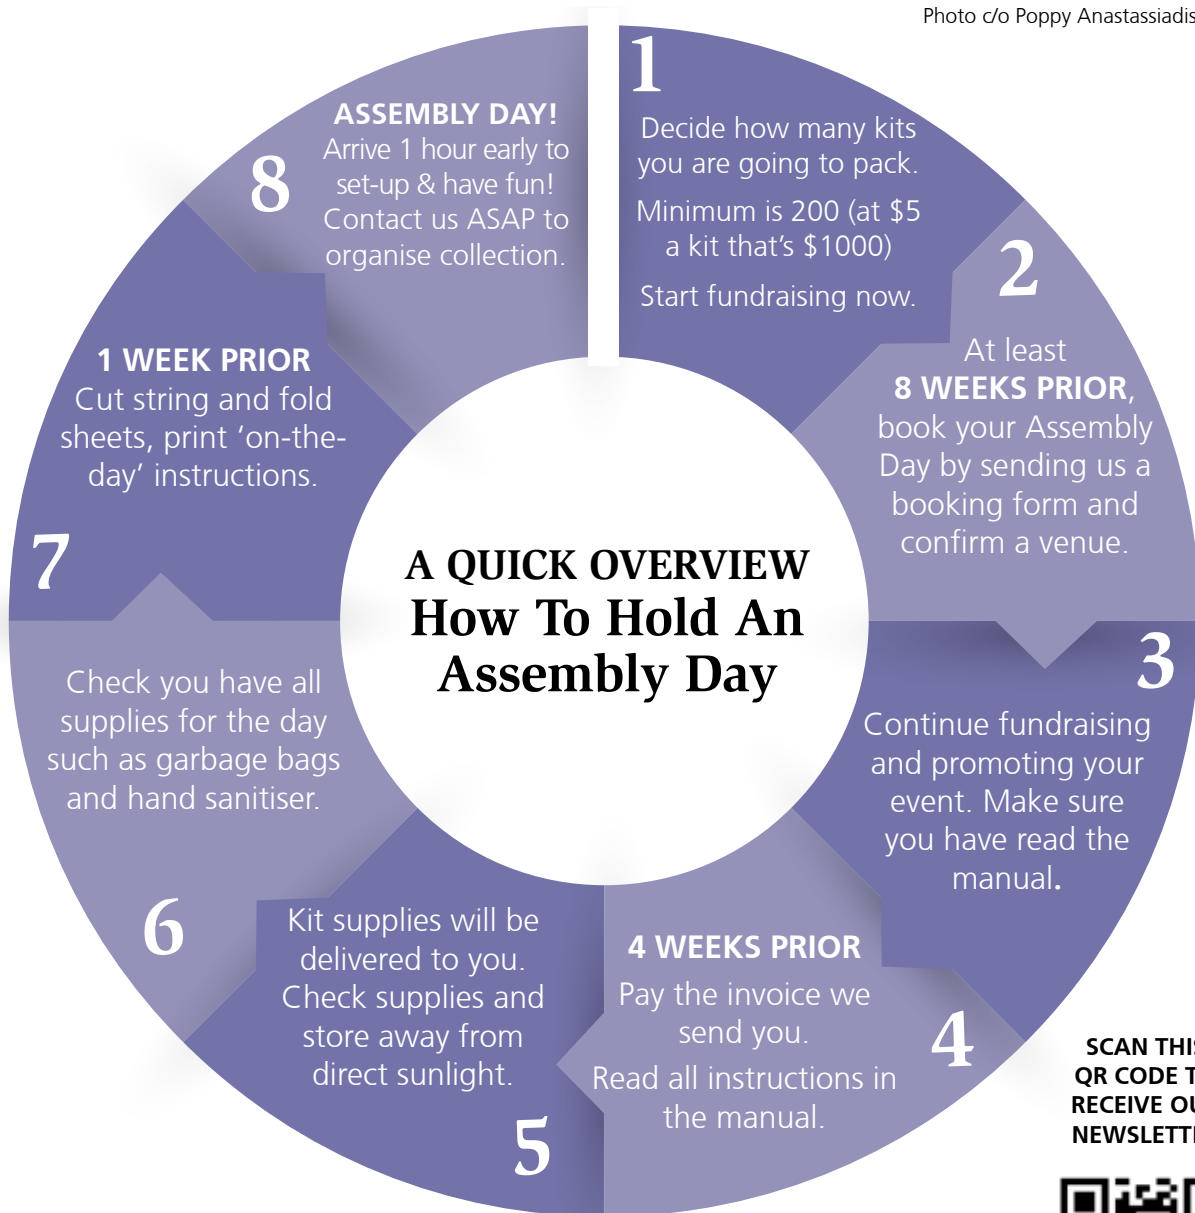 Photo c/o Poppy Anastassiadis
1
Decide how many kits
you are going to pack.
Minimum is 200 (at $5
a kit that's $1000)
Start fundraising now.
2
At least
8 WEEKS PRIOR,
book your Assembly
Day by sending us a
booking form and
confirm a venue.
3
Continue fundraising
and promoting your
event. Make sure
you have read the
manual.
4 WEEKS PRIOR
Pay the invoice we
send you.
Read all instructions in
the manual.
4
Kit supplies will be
delivered to you.
Check supplies and
store away from
direct sunlight.
5
Check you have all
supplies for the day
such as garbage bags
and hand sanitiser.
6
1 WEEK PRIOR
Cut string and fold
sheets, print ‘on-the-
day’ instructions.
7
ASSEMBLY DAY!
Arrive 1 hour early to
set-up & have fun!
Contact us ASAP to
organise collection.
8
A QUICK OVERVIEW
How To Hold An
Assembly Day
SCAN THIS
QR CODE T
RECEIVE OU
NEWSLETT